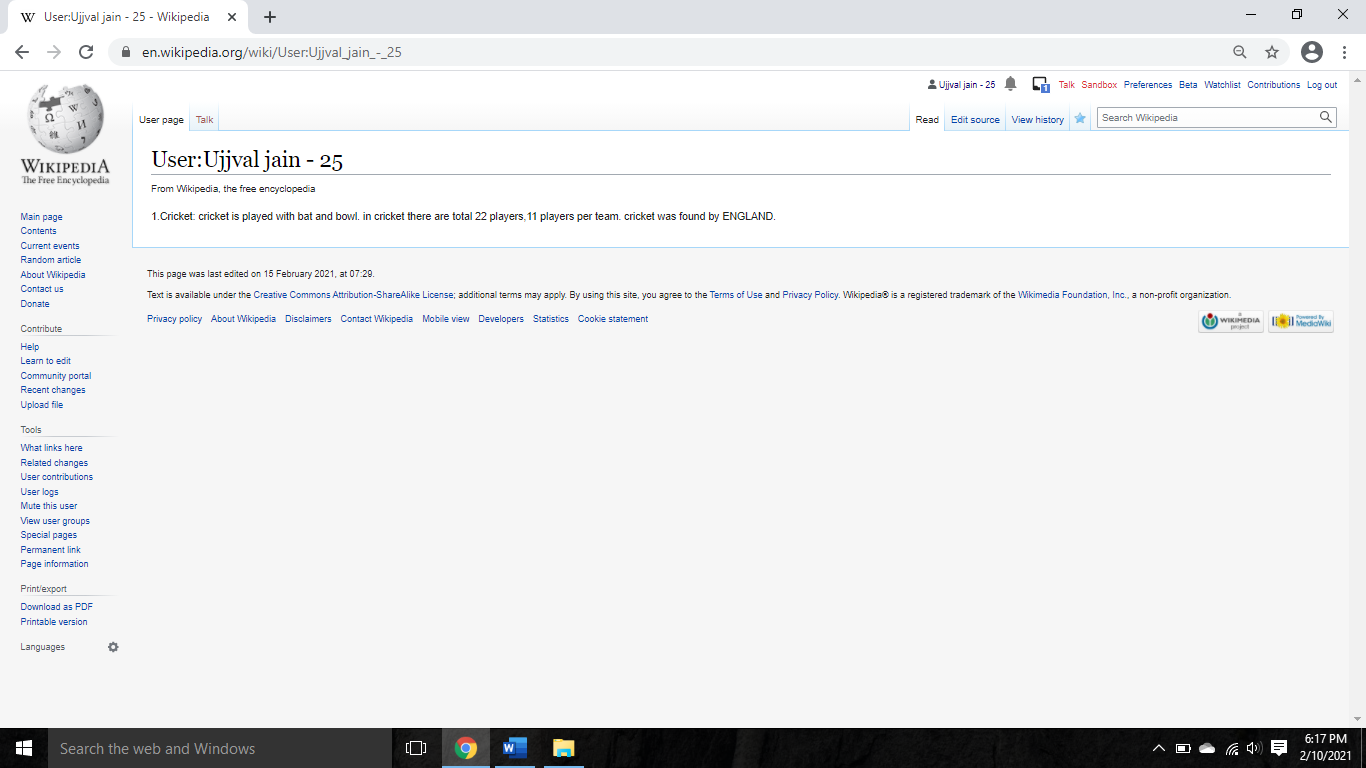 User:Ujjval jain - 25 - Wikipedia
en.wikipedia.org/wiki/User:Ujjval_jain_-_25
Ujjval jain - 25 1 Talk Sandbox Preferences Beta Watchlist Contributions Log out
User page Talk Read Edit source View history Search Wikipedia
WIKIPEDIA
The Free Encyclopedia
User:Ujjval jain - 25
From Wikipedia, the free encyclopedia
1.Cricket: cricket is played with bat and bowl. in cricket there are total 22 players,11 players per team. cricket was found by ENGLAND.
Main page
Contents
Current events
Random article
About Wikipedia
Contact us
Donate
Contribute
Help
Learn to edit
Community portal
Recent changes
Upload file
Tools
What links here
Related changes
User contributions
User logs
Mute this user
View user groups
Special pages
Permanent link
Page information
Print/export
Download as PDF
Printable version
Languages
This page was last edited on 15 February 2021, at 07:29.
Text is available under the Creative Commons Attribution-ShareAlike License; additional terms may apply. By using this site, you agree to the Terms of Use and Privacy Policy. Wikipedia® is a registered trademark of the Wikimedia Foundation, Inc., a non-profit organization.
Privacy policy About Wikipedia Disclaimers Contact Wikipedia Mobile view Developers Statistics Cookie statement
A WIKIMEDIA project
Powered By MediaWiki
Search the web and Windows
6:17 PM
2/10/2021